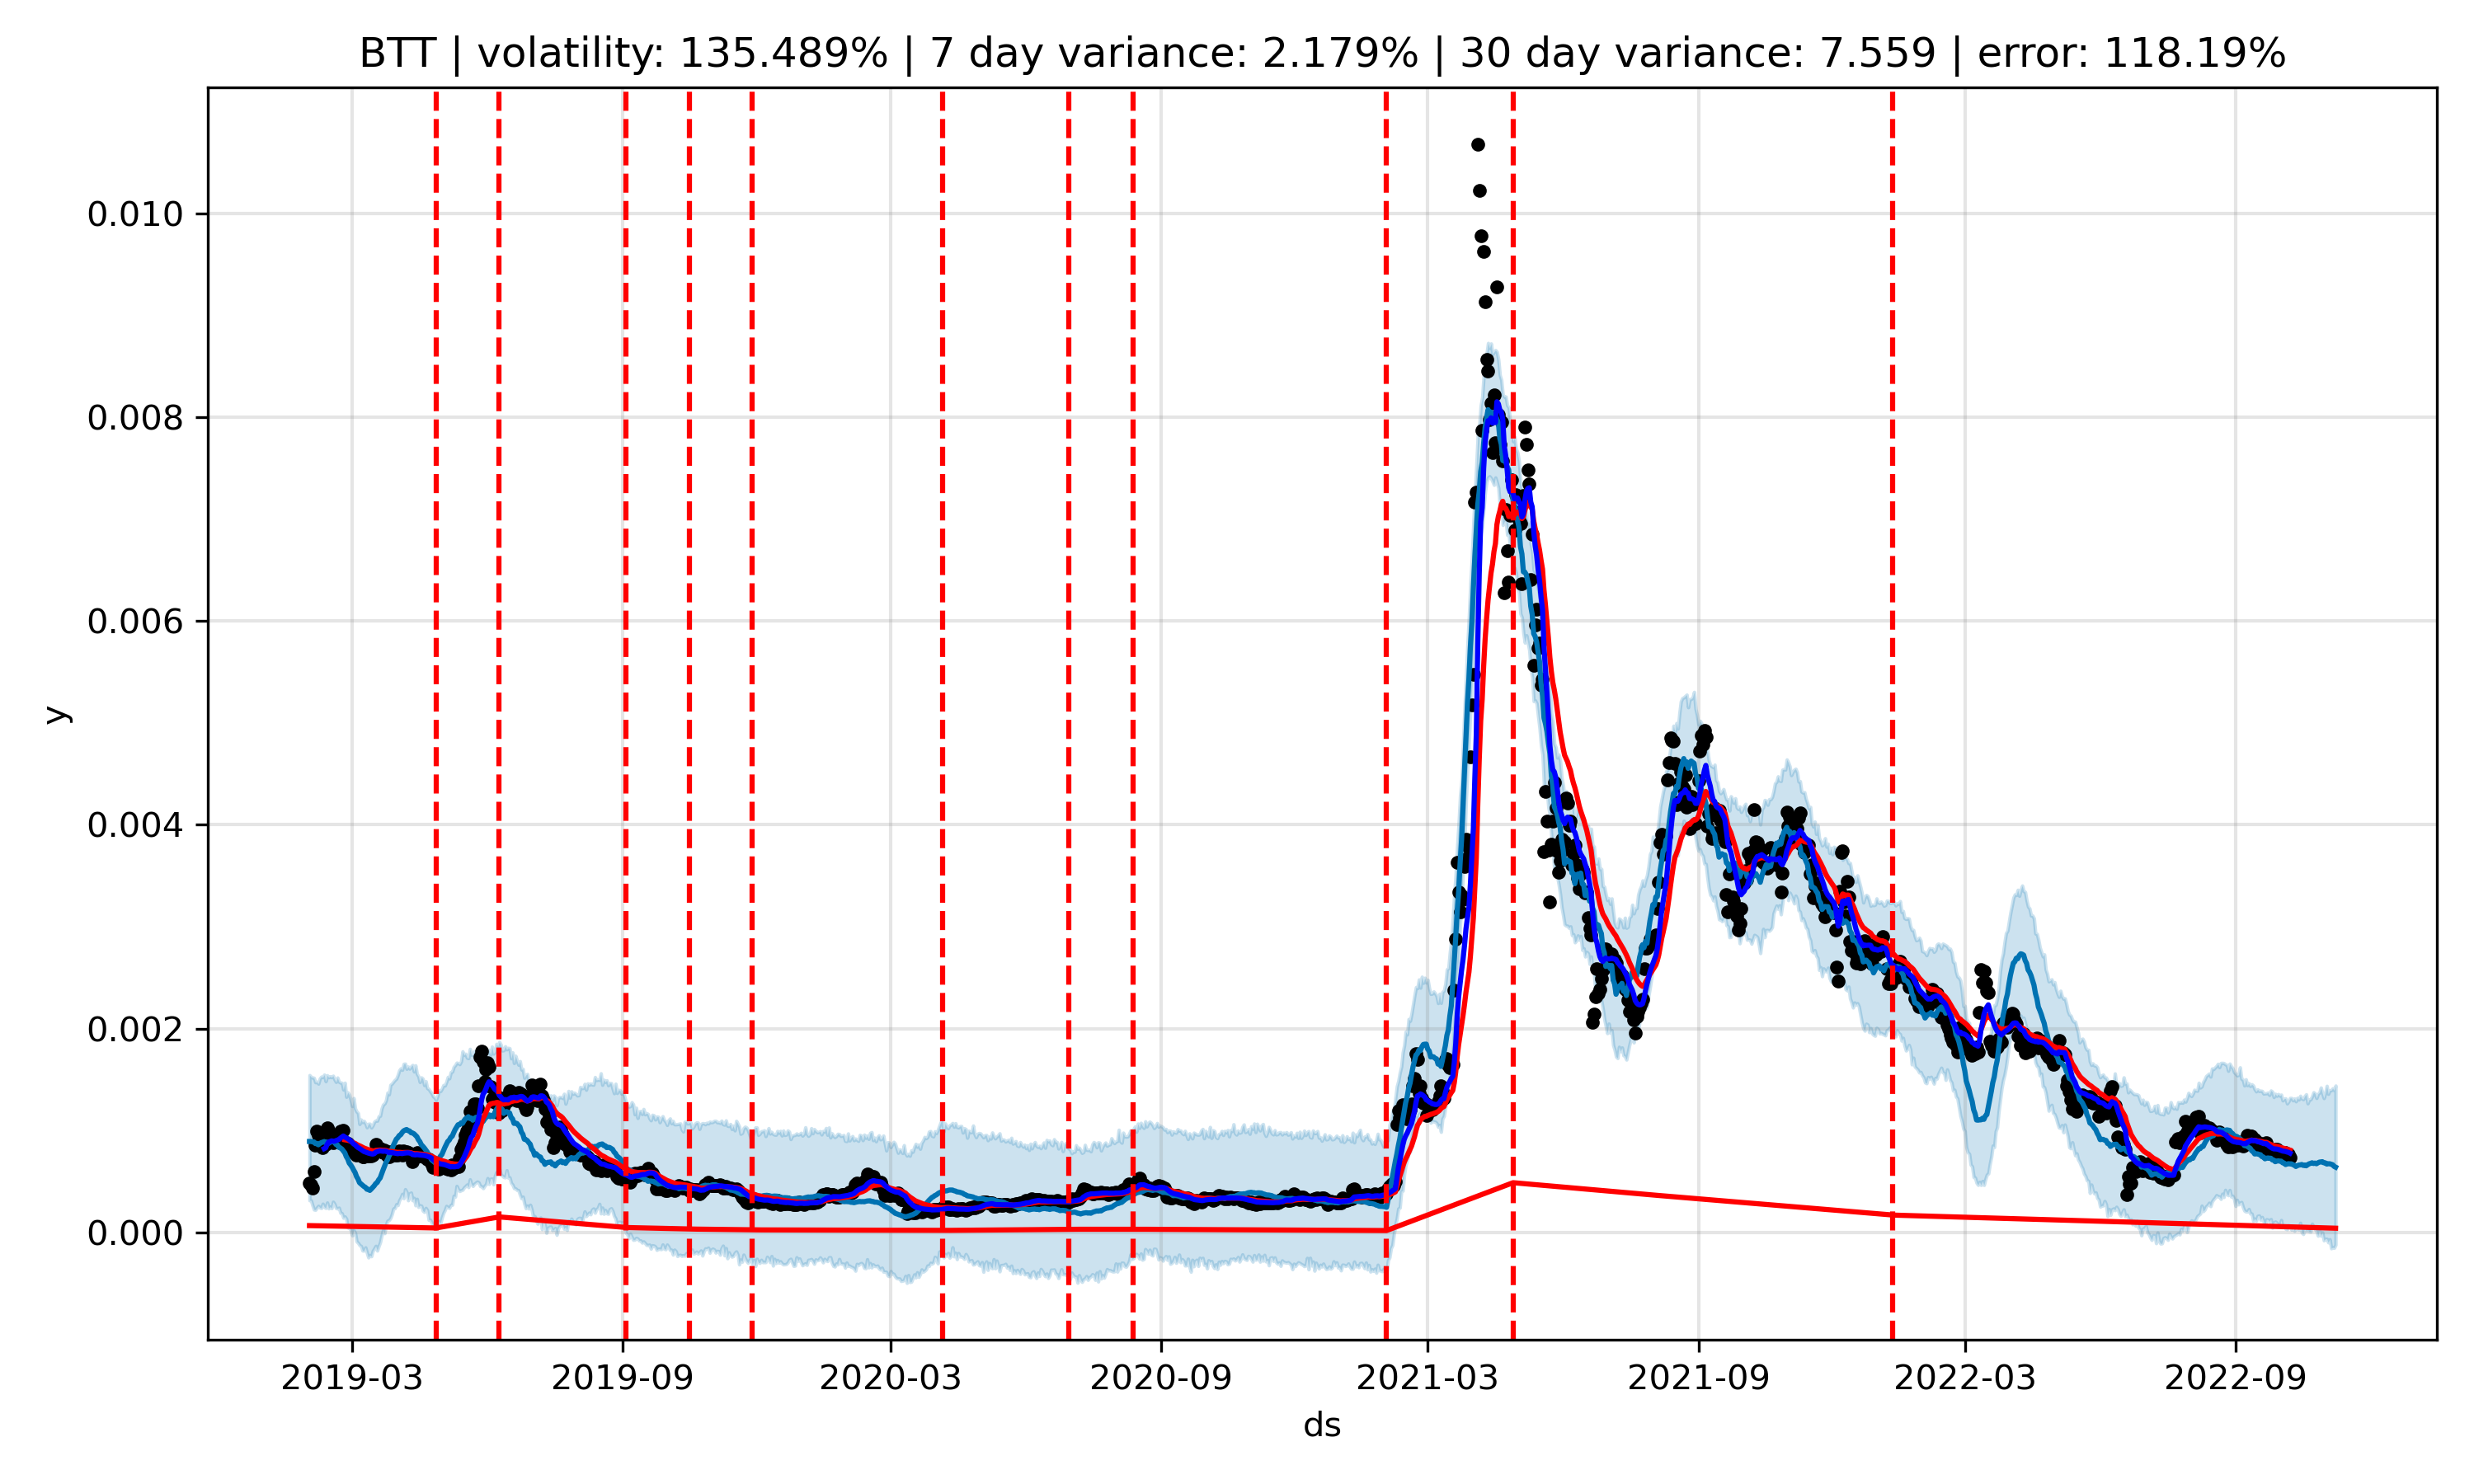 BTT | volatility: 135.489% | 7 day variance: 2.179% | 30 day variance: 7.559 | error: 118.19%
0.010
0.008
0.006
0.004
0.002
0.000
y
2019-03 2019-09 2020-03 2020-09 2021-03 2021-09 2022-03 2022-09
ds